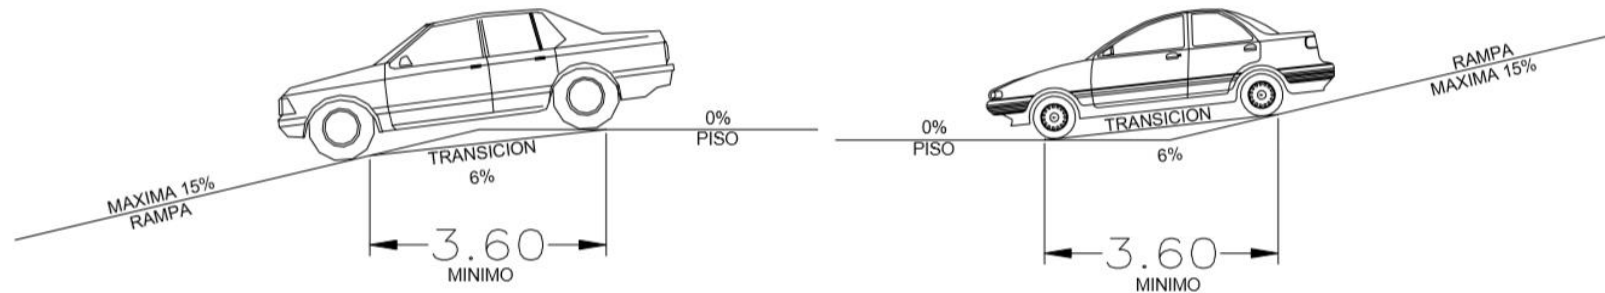 MAXIMA 15%
RAMPA
TRANSICION
6%
0%
PISO
3.60
MINIMO
0%
PISO
TRANSICION
6%
RAMPA
MAXIMA 15%
3.60
MINIMO